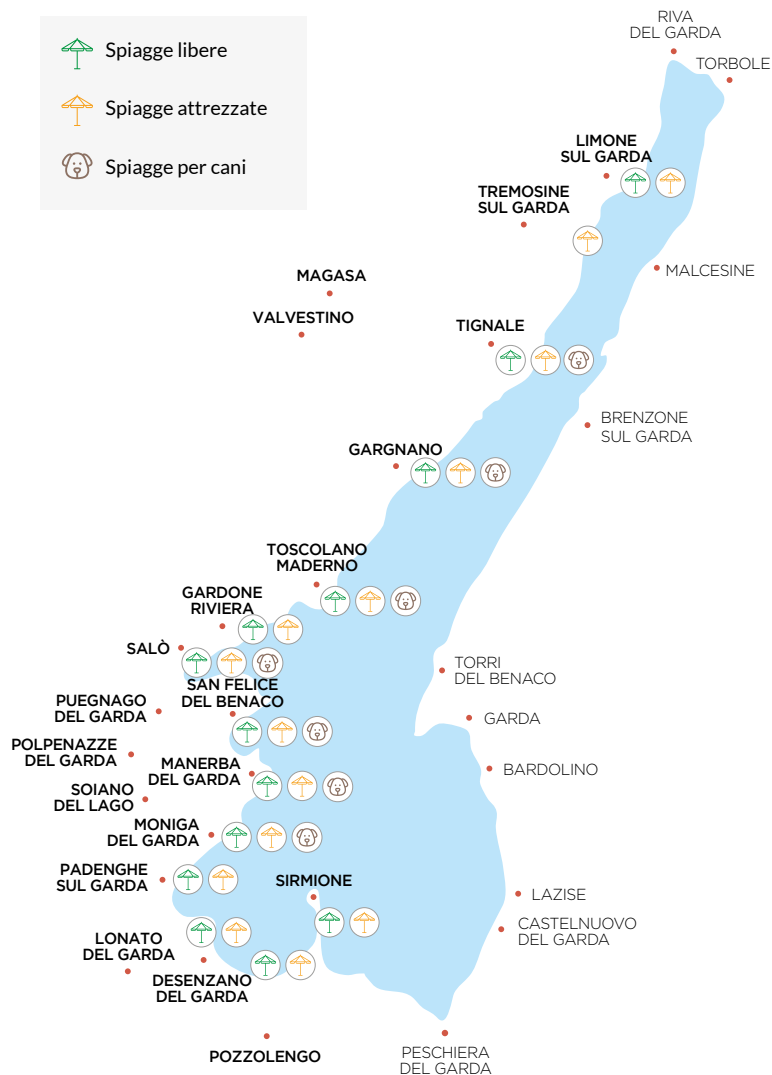 Spiagge libere
Spiagge attrezzate
Spiagge per cani
RIVA
DEL GARDA
TORBOLE
LIMONE
SUL GARDA
TREMOSINE
SUL GARDA
MALCESINE
MAGASA
VALVESTINO
TIGNALE
BRENZONE
SUL GARDA
GARGNANO
TOSCOLANO
MADERNO
GARDONE
RIVIERA
SALÒ
TORRI
DEL BENACO
SAN FELICE
DEL BENACO
PUEGNAGO
DEL GARDA
GARDA
POLPENAZZE
DEL GARDA
MANERBA
DEL GARDA
BARDOLINO
SOIANO
DEL LAGO
MONIGA
DEL GARDA
PADENGHE
SUL GARDA
SIRMIONE
LAZISE
CASTELNUOVO
DEL GARDA
LONATO
DEL GARDA
DESENZANO
DEL GARDA
POZZOLENGO
PESCHIERA
DEL GARDA